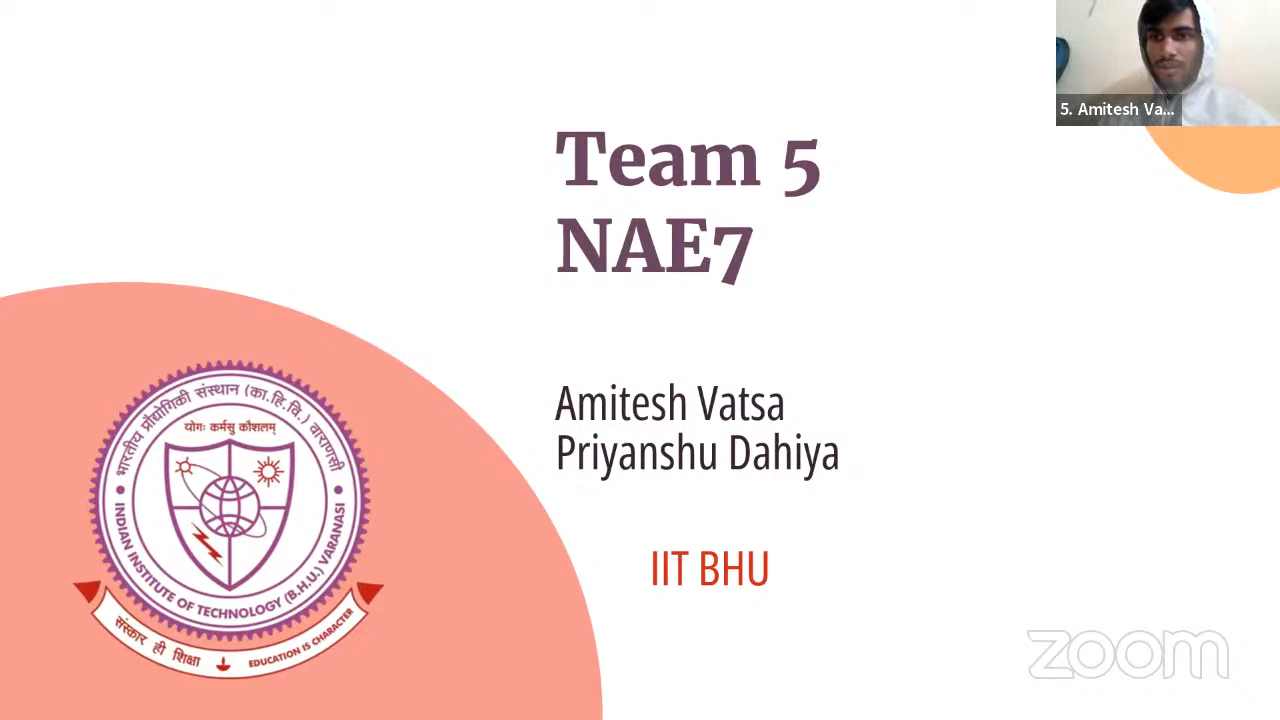 5. Amitesh Va...
Team 5
NAE7
Amitesh Vatsa
Priyanshu Dahiya
IIT BHU
भारतीय प्रौद्योगिकी संस्थान (का.हि.वि.) वाराणसी
योगः कर्मसु कौशलम्
INDIAN INSTITUTE OF TECHNOLOGY (B.H.U.) VARANASI
संस्कार ही शिक्षा
EDUCATION IS CHARACTER
zoom